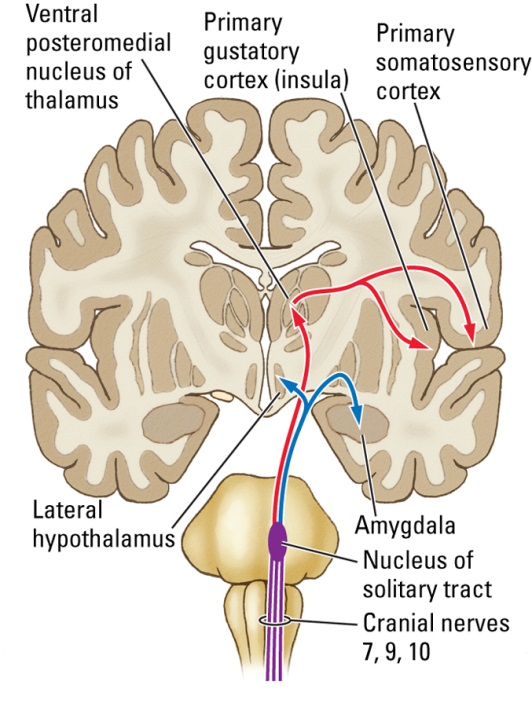 Ventral
posteromedial
nucleus of
thalamus
Primary
gustatory
cortex (insula)
Primary
somatosensory
cortex
Lateral
hypothalamus
Amygdala
Nucleus of
solitary tract
Cranial nerves
7, 9, 10